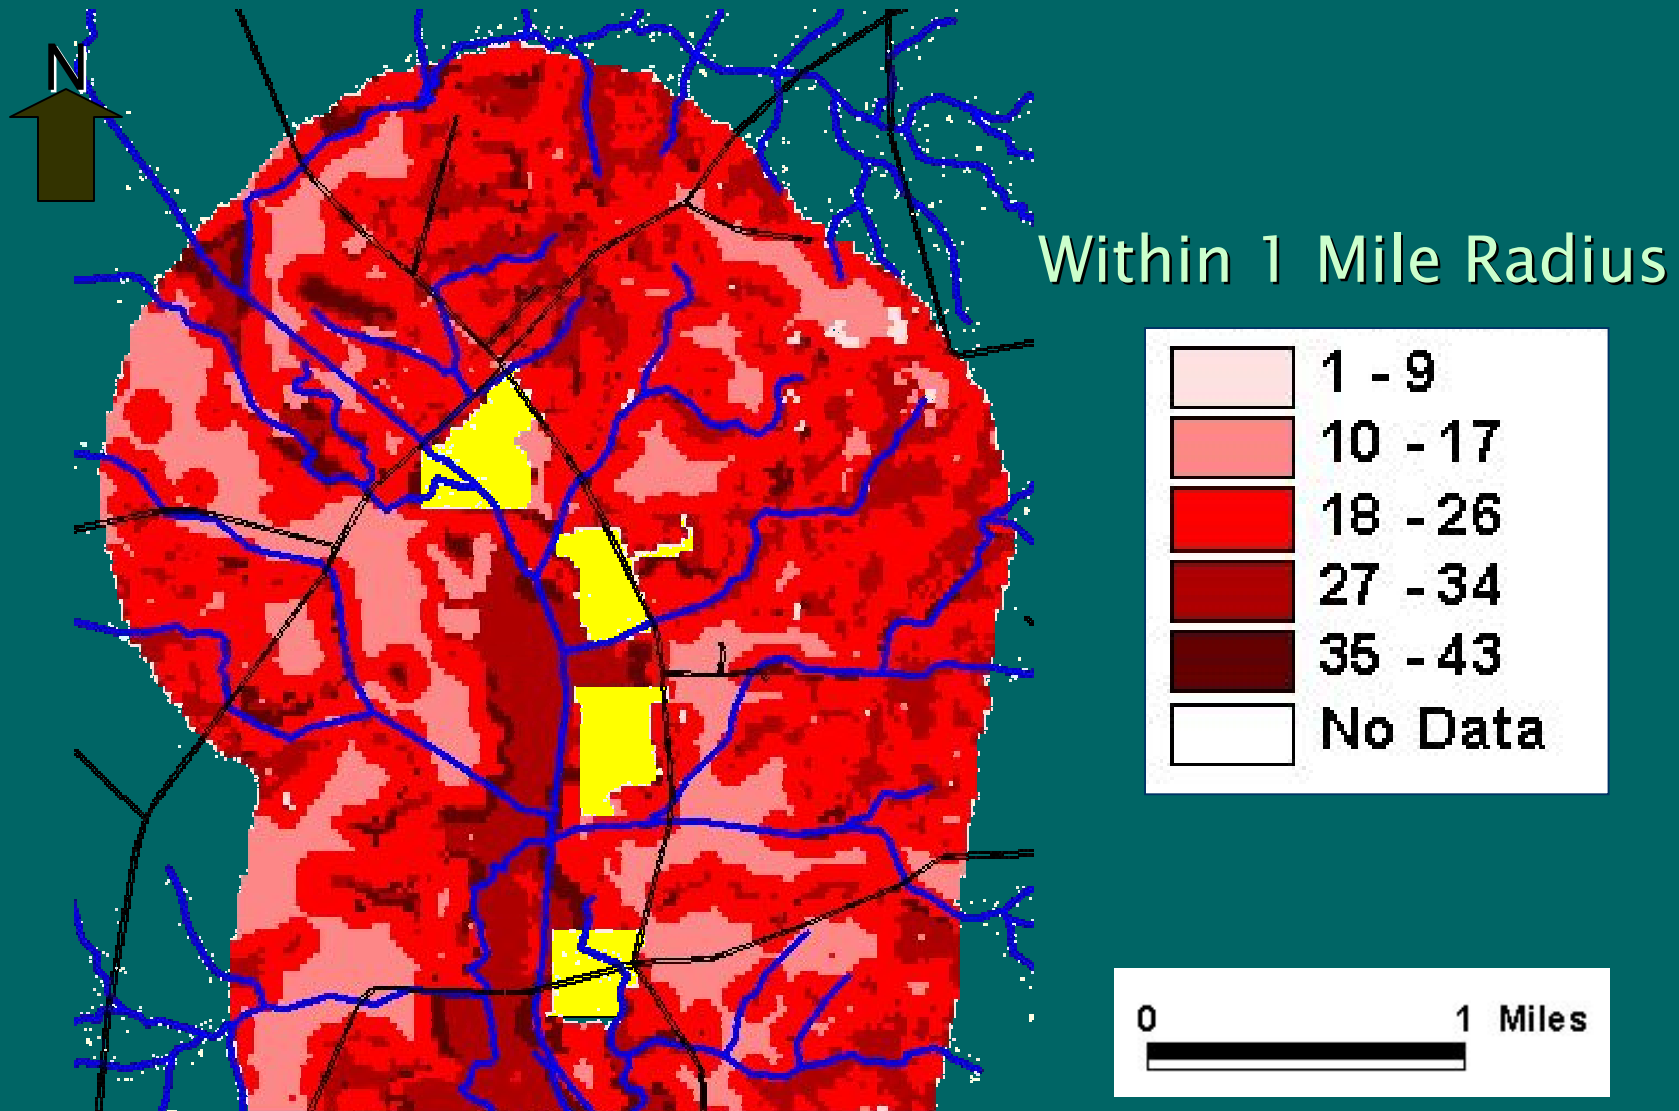 N
Within 1 Mile Radius
1 - 9
10 - 17
18 - 26
27 - 34
35 - 43
No Data
0 1 Miles